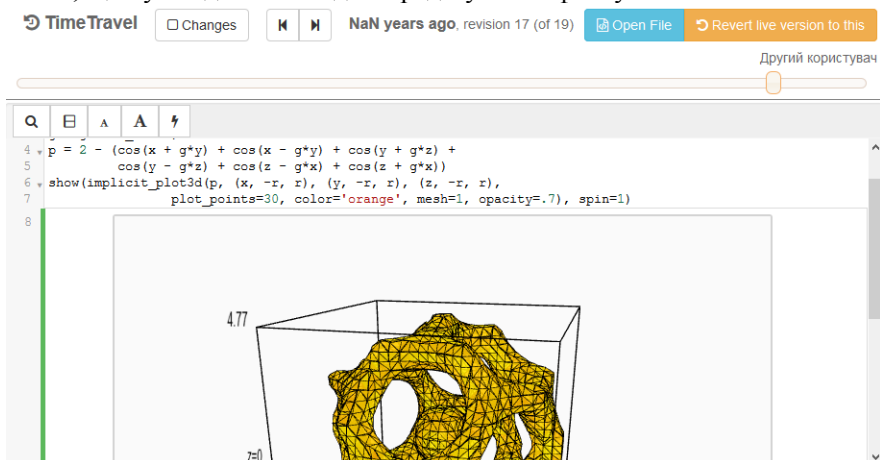 TimeTravel Changes NaN years ago, revision 17 (of 19) Open File Revert live version to this
Другий користувач
A A
4 p = 2 - (cos(x + g*y) + cos(x - g*y) + cos(y + g*z) +
5 cos(y - g*z) + cos(z - g*x) + cos(z + g*x))
6 show(implicit_plot3d(p, (x, -r, r), (y, -r, r), (z, -r, r),
7 plot_points=30, color='orange', mesh=1, opacity=.7), spin=1)
8
4.77
z=0